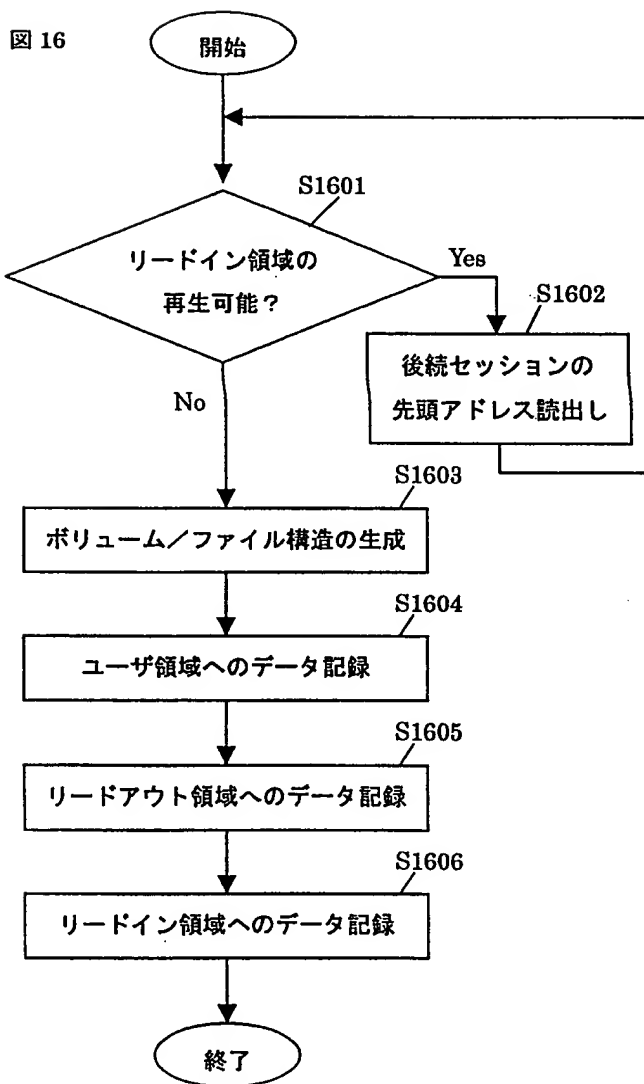 図 16
開始
S1601
リードイン領域の
再生可能?
Yes
S1602
後続セッションの
先頭アドレス読出し
No
S1603
ボリューム/ファイル構造の生成
S1604
ユーザ領域へのデータ記録
S1605
リードアウト領域へのデータ記録
S1606
リードイン領域へのデータ記録
終了